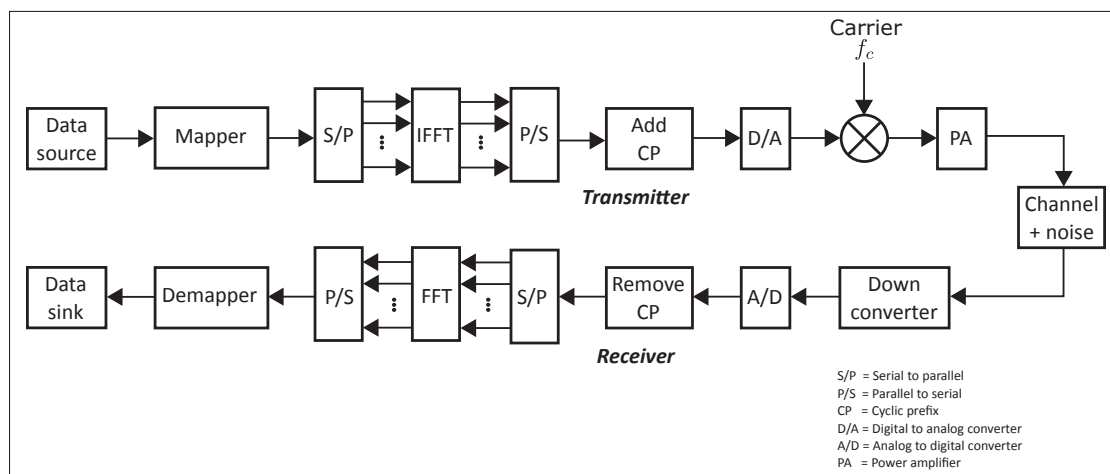 Carrier
f_c
Data
source
Mapper
S/P
IFFT
P/S
Add
CP
D/A
PA
Transmitter
Channel
+ noise
Data
sink
Demapper
P/S
FFT
S/P
Remove
CP
A/D
Down
converter
Receiver
S/P = Serial to parallel
P/S = Parallel to serial
CP = Cyclic prefix
D/A = Digital to analog converter
A/D = Analog to digital converter
PA = Power amplifier